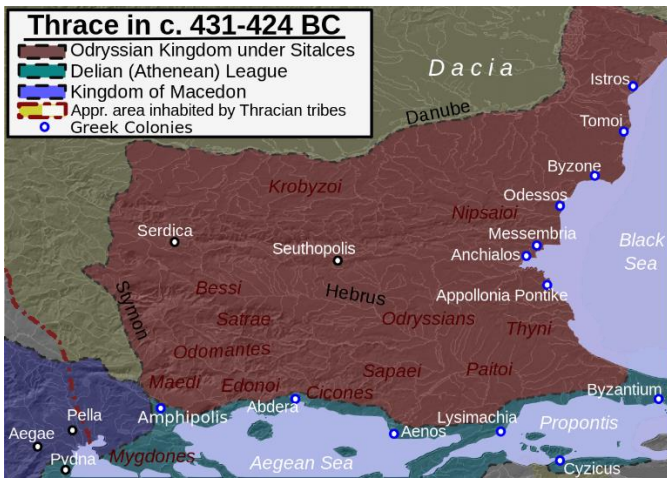 Thrace in c. 431-424 BC
Odryssian Kingdom under Sitalces
Delian (Athenean) League
Kingdom of Macedon
Appr. area inhabited by Thracian tribes
Greek Colonies
Dacia
Istros
Danube
Tomoi
Byzone
Krobyzoi
Odessos
Nipsaioi
Serdica
Messembria
Black
Sea
Seuthopolis
Anchialos
Strymon
Bessi
Hebrus
Appollonia Pontike
Satrae
Odryssians
Thyni
Odomantes
Sapaei
Paitoi
Maedi
Edonoi
Cicones
Byzantium
Pella
Amphipolis
Abdera
Lysimachia
Propontis
Aegae
Aenos
Mygdones
Pydna
Aegean Sea
Cyzicus